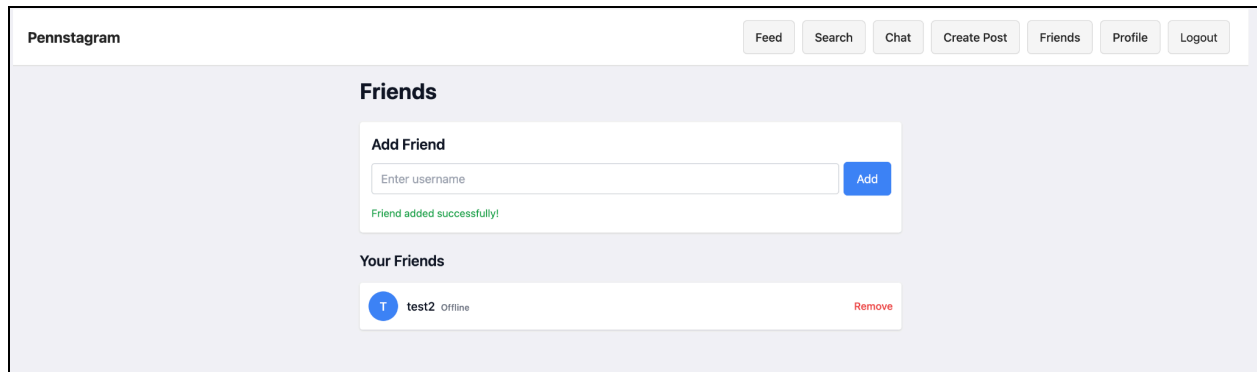 Pennstagram Feed Search Chat Create Post Friends Profile Logout
Friends
Add Friend
Enter username Add
Friend added successfully!
Your Friends
T test2 Offline Remove